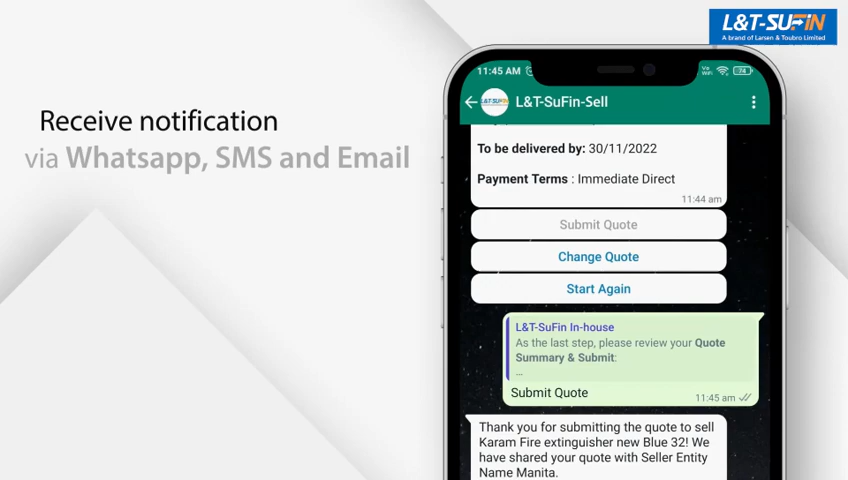 L&T-SUFIN
A brand of Larsen & Toubro Limited
Receive notification
via Whatsapp, SMS and Email
11:45 AM
Vo
WiFi
74
L&T-SUFIN
L&T-SuFin-Sell
To be delivered by: 30/11/2022
Payment Terms : Immediate Direct
11:44 am
Submit Quote
Change Quote
Start Again
L&T-SuFin In-house
As the last step, please review your Quote
Summary & Submit:
...
Submit Quote
11:45 am
Thank you for submitting the quote to sell
Karam Fire extinguisher new Blue 32! We
have shared your quote with Seller Entity
Name Manita.